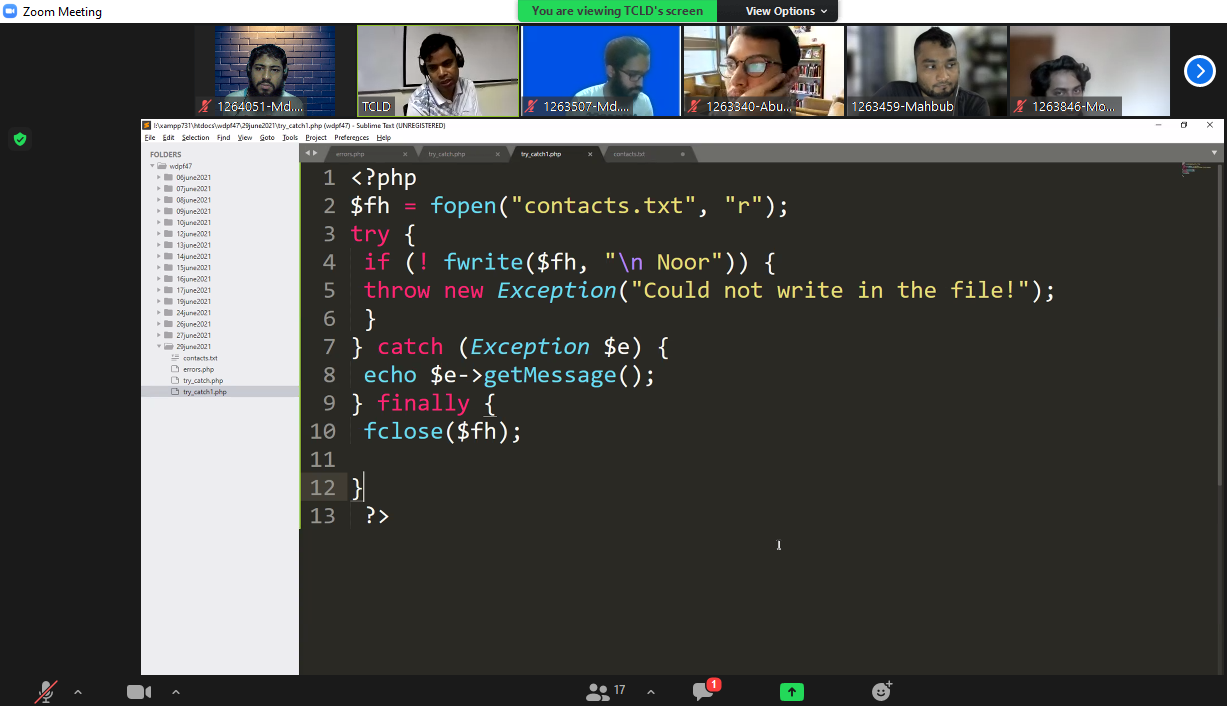 Zoom Meeting
You are viewing TCLD's screen
View Options
1264051-Md....
TCLD
1263507-Md....
1263340-Abu...
1263459-Mahbub
1263846-Mo...
I:\xampp731\htdocs\wdpf47\29june2021\try_catch1.php (wdpf47) - Sublime Text (UNREGISTERED)
File Edit Selection Find View Goto Tools Project Preferences Help
FOLDERS
wdpf47
06june2021
07june2021
08june2021
09june2021
10june2021
12june2021
13june2021
14june2021
15june2021
16june2021
17june2021
19june2021
24june2021
26june2021
27june2021
29june2021
contacts.txt
errors.php
try_catch.php
try_catch1.php
errors.php try_catch.php try_catch1.php contacts.txt
1 <?php
2 $fh = fopen("contacts.txt", "r");
3 try {
4 if (! fwrite($fh, "\n Noor")) {
5 throw new Exception("Could not write in the file!");
6 }
7 } catch (Exception $e) {
8 echo $e->getMessage();
9 } finally {
10 fclose($fh);
11
12 }
13 ?>
17
1